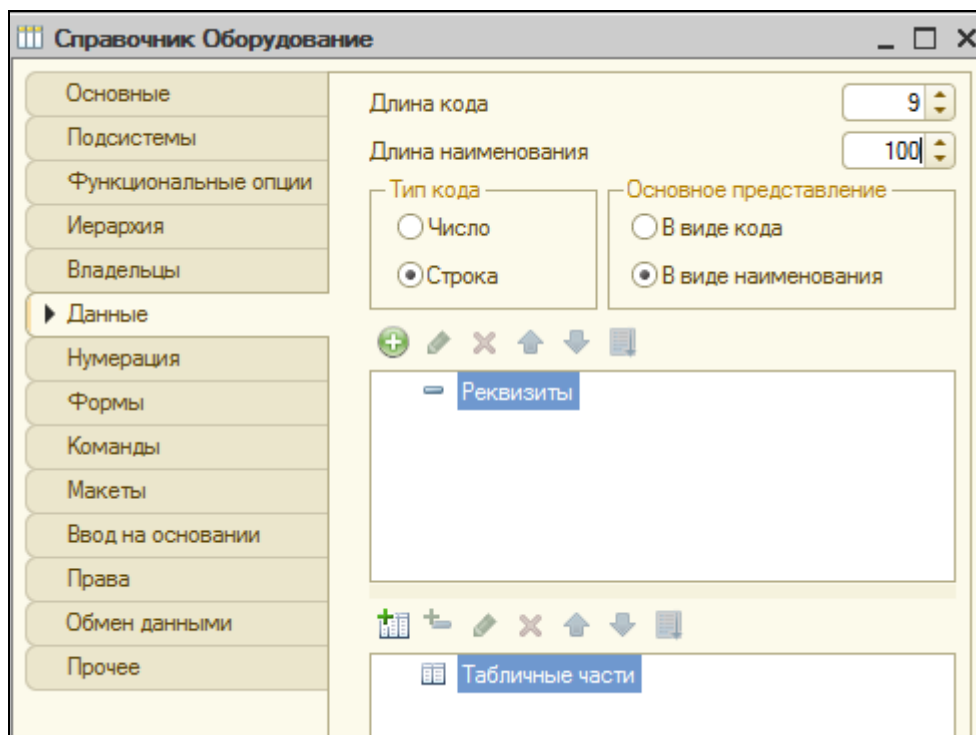 Справочник Оборудование
Основные
Подсистемы
Функциональные опции
Иерархия
Владельцы
Данные
Нумерация
Формы
Команды
Макеты
Ввод на основании
Права
Обмен данными
Прочее
Длина кода 9
Длина наименования 100
Тип кода
Число
Строка
Основное представление
В виде кода
В виде наименования
Реквизиты
Табличные части